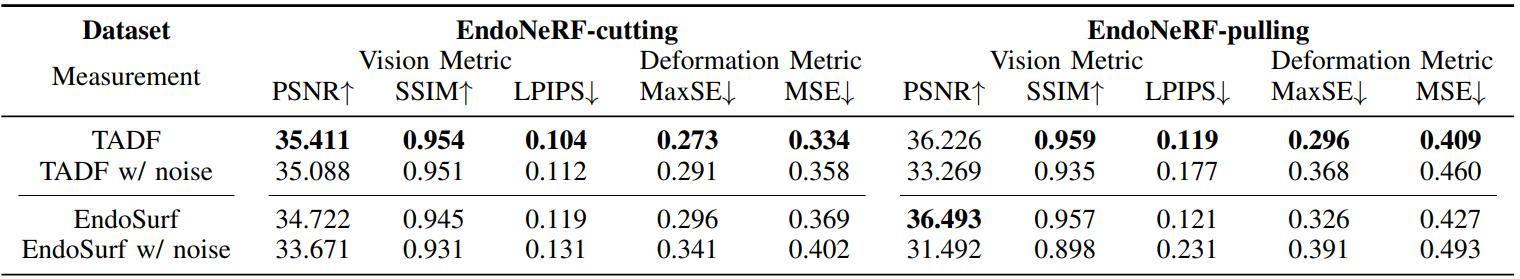 Dataset EndoNeRF-cutting EndoNeRF-pulling
Vision Metric Deformation Metric Vision Metric Deformation Metric
Measurement
PSNR↑ SSIM↑ LPIPS↓ MaxSE↓ MSE↓ PSNR↑ SSIM↑ LPIPS↓ MaxSE↓ MSE↓
TADF 35.411 0.954 0.104 0.273 0.334 36.226 0.959 0.119 0.296 0.409
TADF w/ noise 35.088 0.951 0.112 0.291 0.358 33.269 0.935 0.177 0.368 0.460
EndoSurf 34.722 0.945 0.119 0.296 0.369 36.493 0.957 0.121 0.326 0.427
EndoSurf w/ noise 33.671 0.931 0.131 0.341 0.402 31.492 0.898 0.231 0.391 0.493